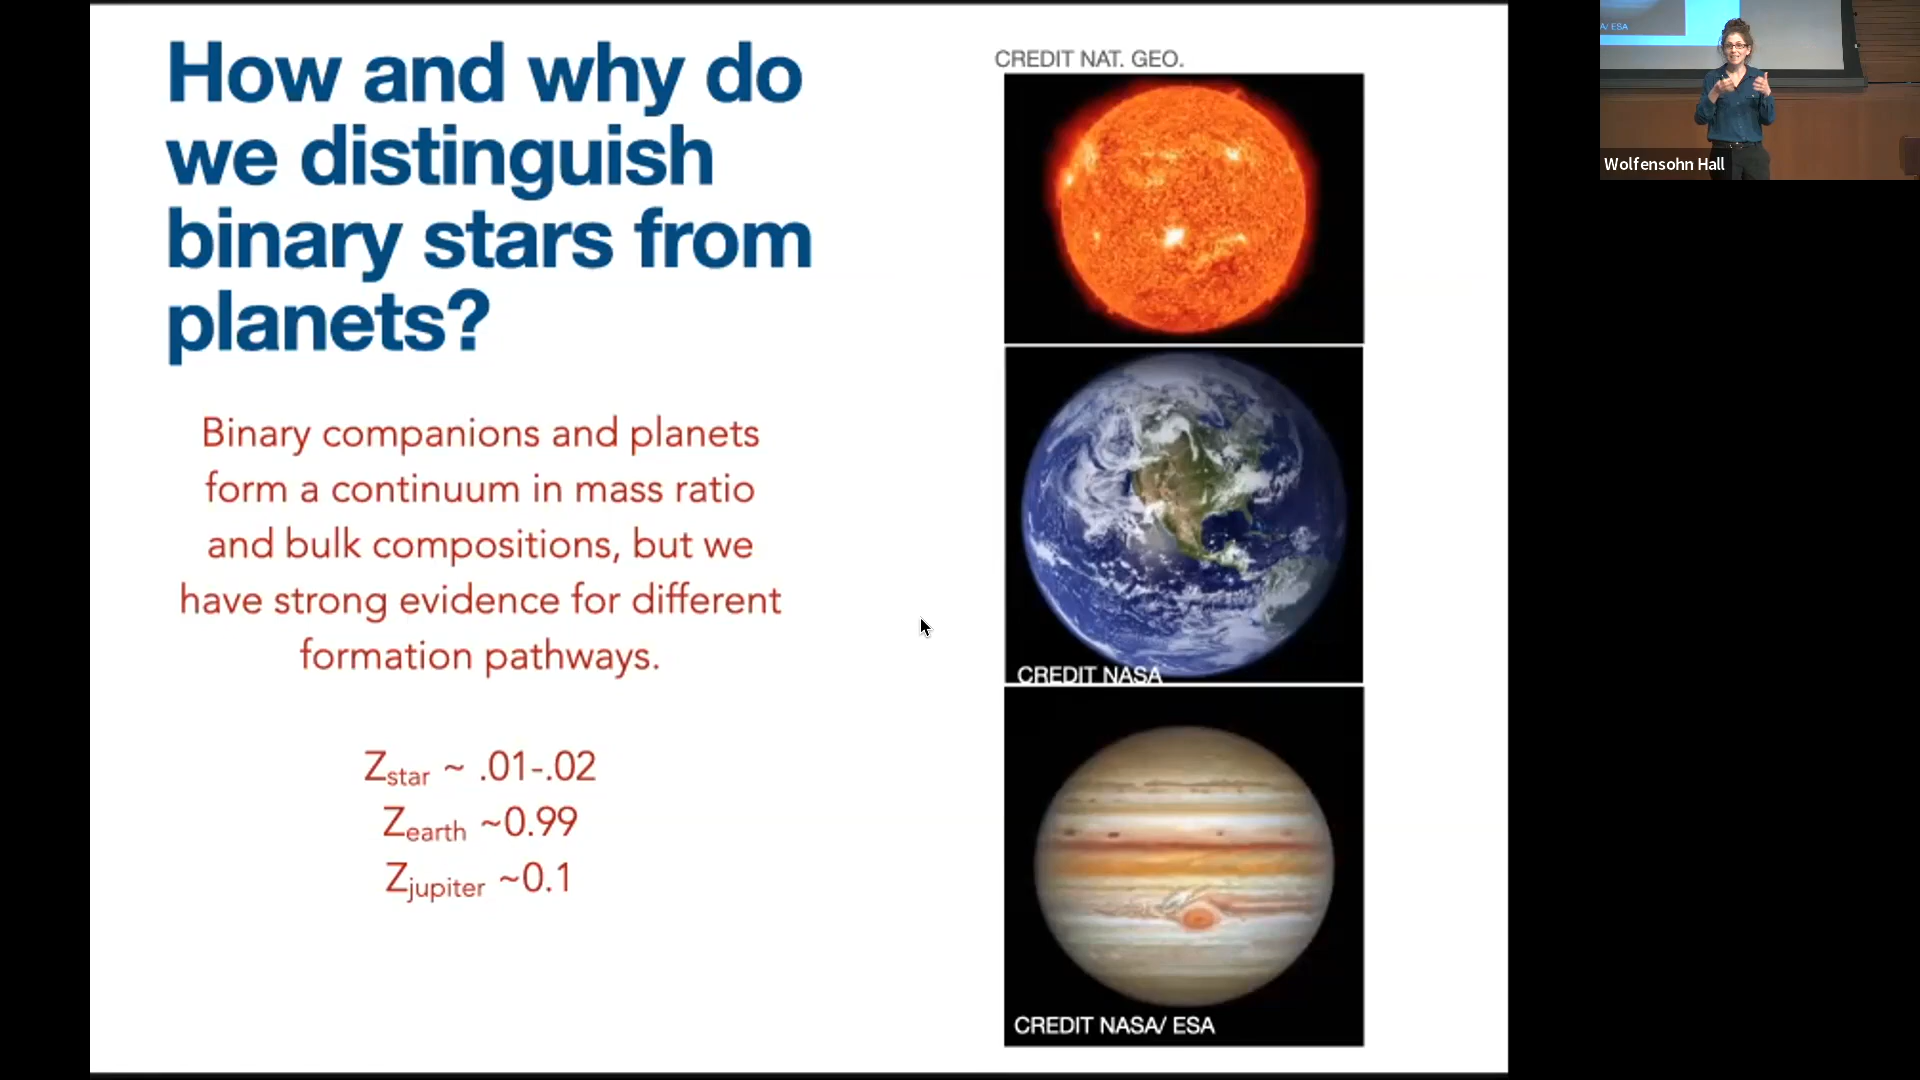 How and why do
we distinguish
binary stars from
planets?
Binary companions and planets
form a continuum in mass ratio
and bulk compositions, but we
have strong evidence for different
formation pathways.
Zstar ~ .01-.02
Zearth ~0.99
Zjupiter ~0.1
CREDIT NAT. GEO.
CREDIT NASA
CREDIT NASA/ ESA
A/ ESA
Wolfensohn Hall